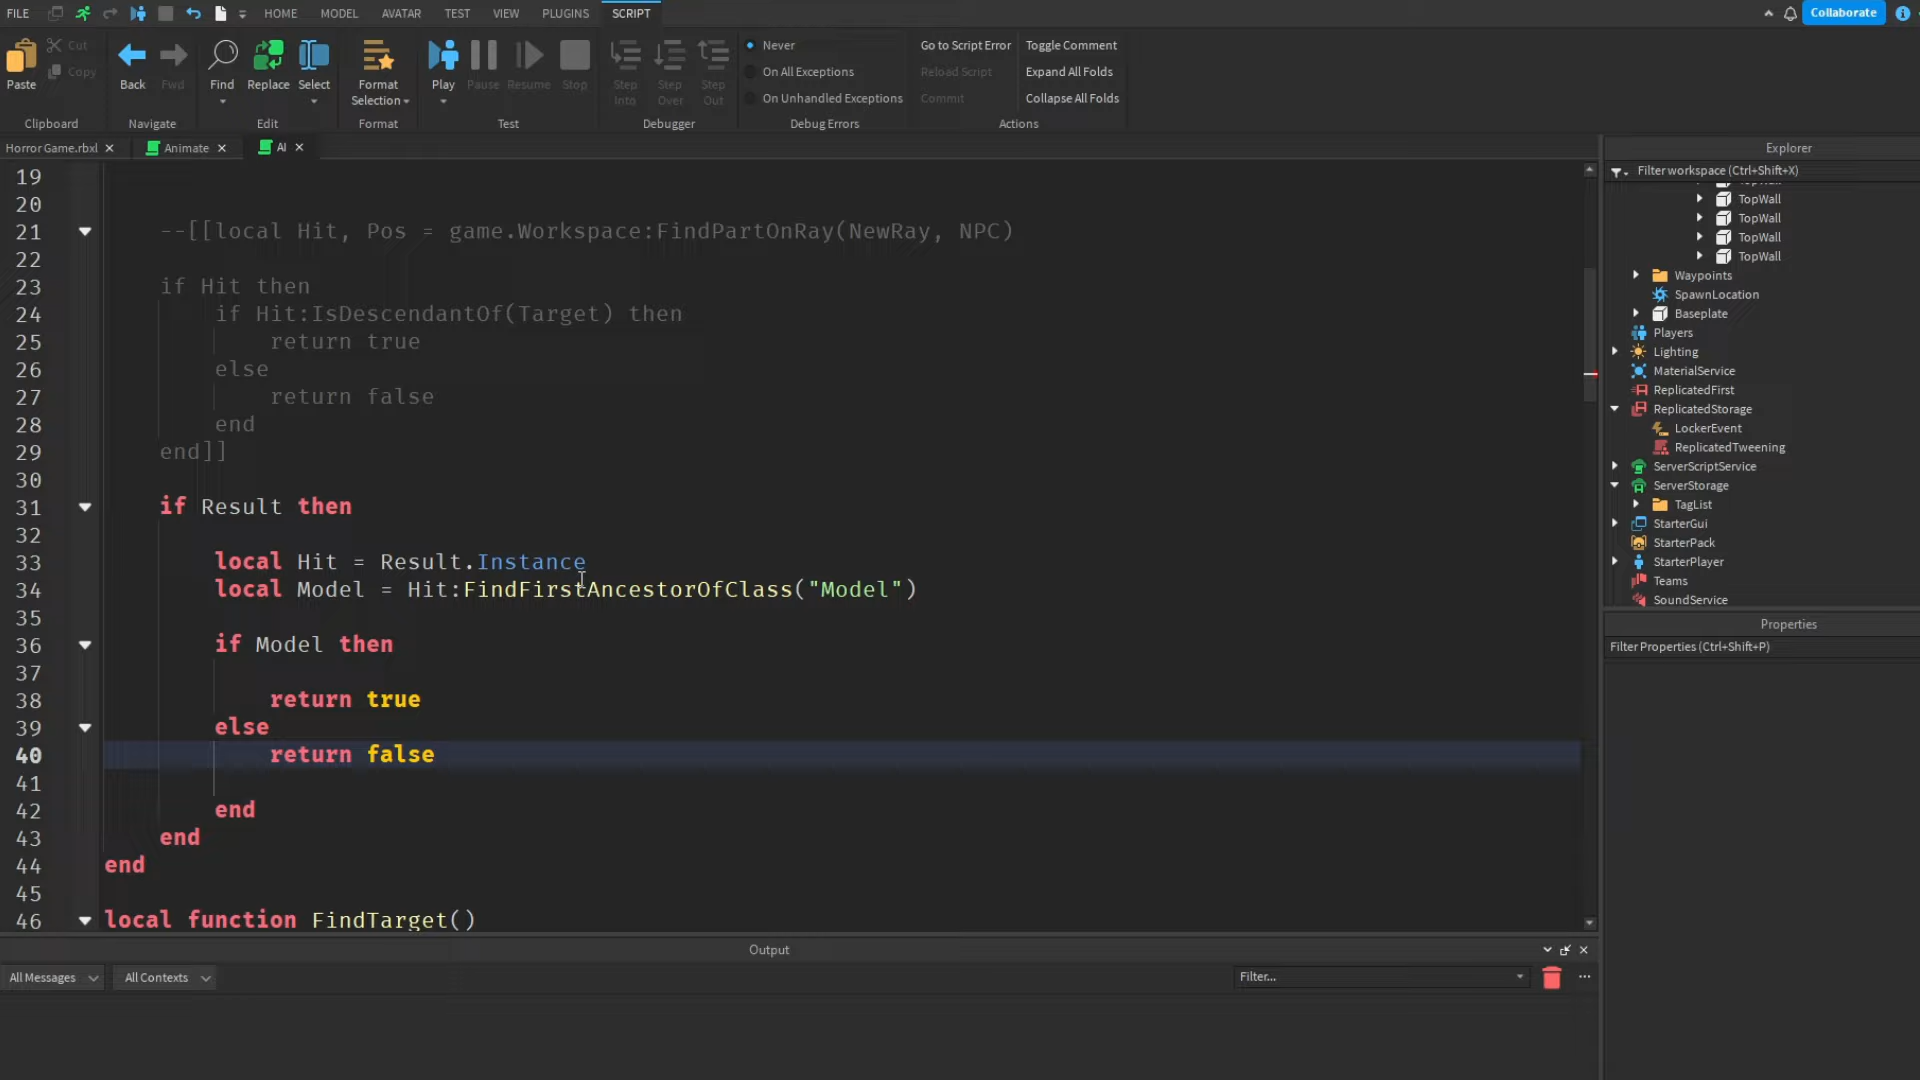 FILE HOME MODEL AVATAR TEST VIEW PLUGINS SCRIPT Collaborate
Paste Cut Copy
Back Fwd
Find Replace Select
Format Selection
Play Pause Resume Stop
Step Into Step Over Step Out
Never
On All Exceptions
On Unhandled Exceptions
Go to Script Error
Reload Script
Commit
Toggle Comment
Expand All Folds
Collapse All Folds
Clipboard Navigate Edit Format Test Debugger Debug Errors Actions
Horror Game.rbxl Animate AI
19
20
21 --[[local Hit, Pos = game.Workspace:FindPartOnRay(NewRay, NPC)
22
23 if Hit then
24 if Hit:IsDescendantOf(Target) then
25 return true
26 else
27 return false
28 end
29 end]]
30
31 if Result then
32
33 local Hit = Result.Instance
34 local Model = Hit:FindFirstAncestorOfClass("Model")
35
36 if Model then
37
38 return true
39 else
40 return false
41
42 end
43 end
44 end
45
46 local function FindTarget()
Output
All Messages All Contexts Filter...
Explorer
Filter workspace (Ctrl+Shift+X)
TopWall
TopWall
TopWall
TopWall
TopWall
Waypoints
SpawnLocation
Baseplate
Players
Lighting
MaterialService
ReplicatedFirst
ReplicatedStorage
LockerEvent
ReplicatedTweening
ServerScriptService
ServerStorage
TagList
StarterGui
StarterPack
StarterPlayer
Teams
SoundService
Properties
Filter Properties (Ctrl+Shift+P)